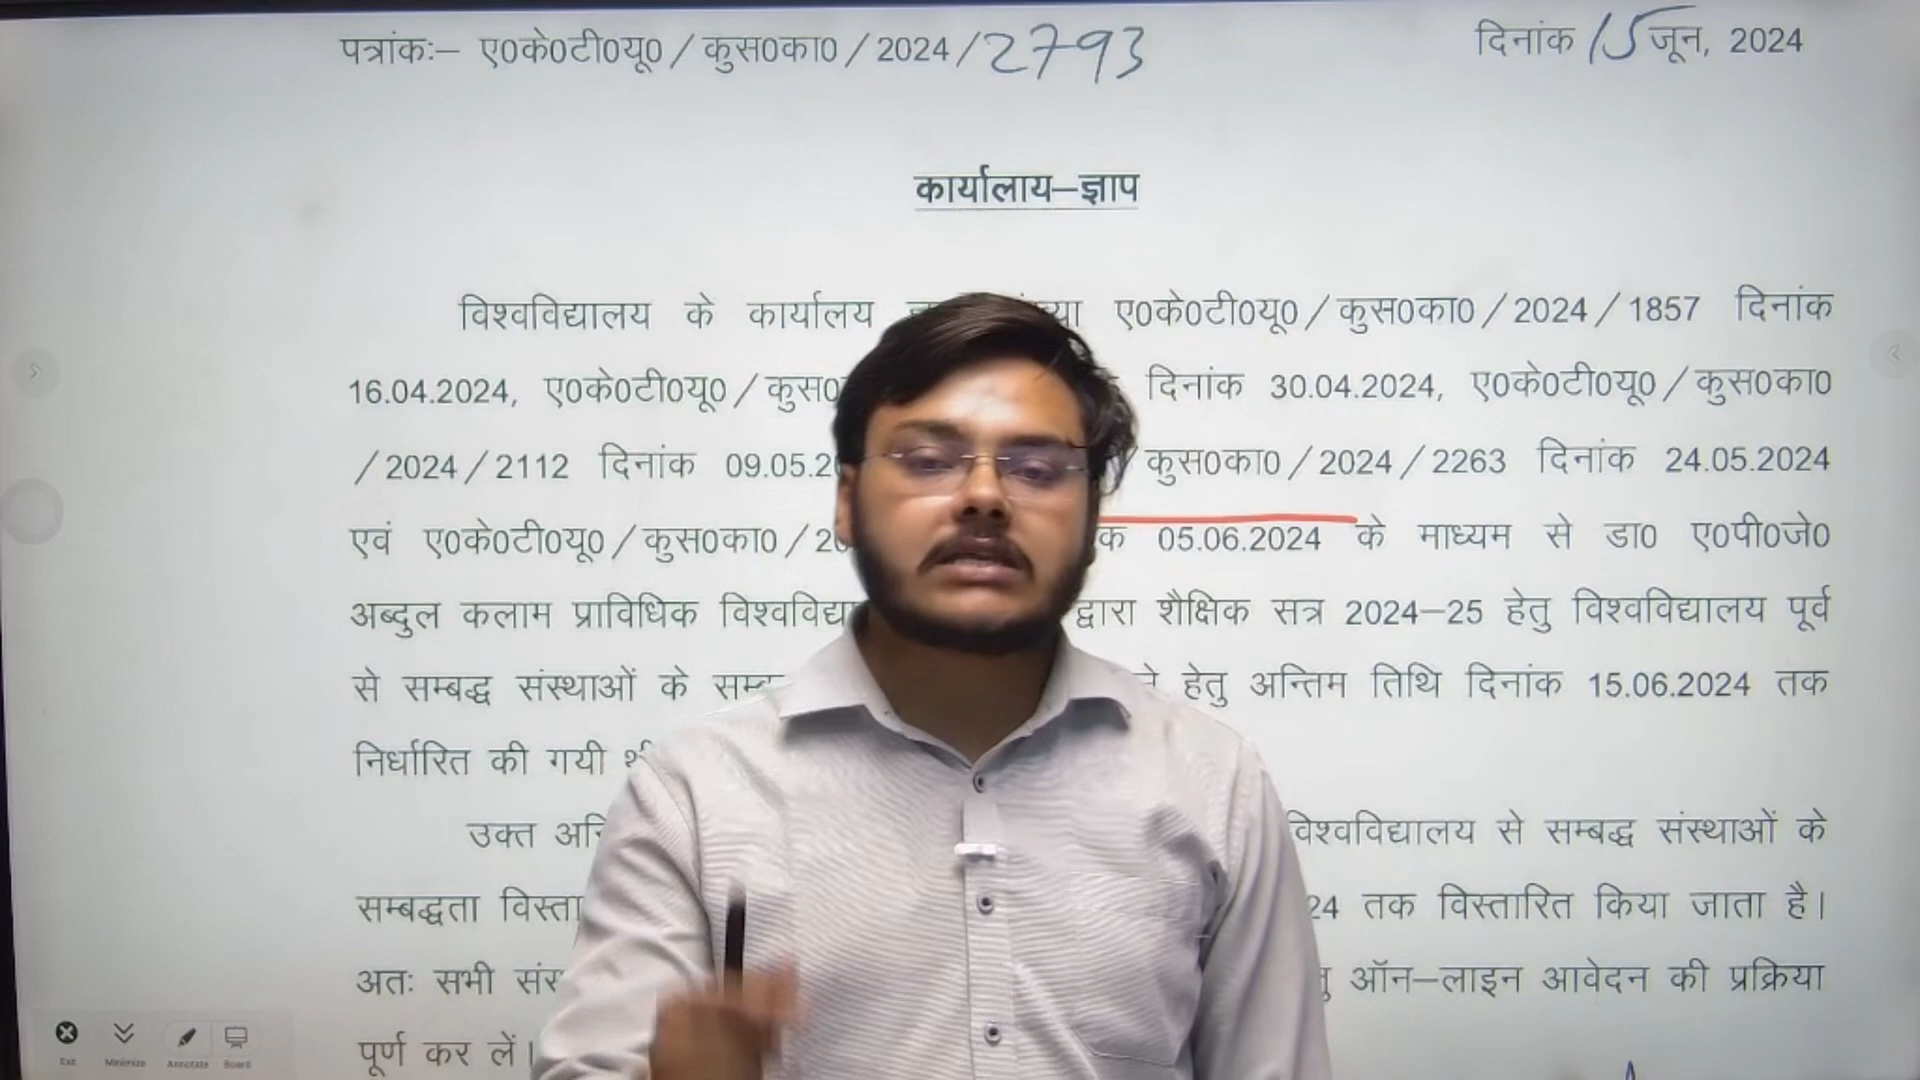 पत्रांकः– ए0के0टी0यू0 / कुस0का0 / 2024 / 2793 दिनांक 15 जून, 2024
कार्यालाय–ज्ञाप
विश्वविद्यालय के कार्यालय ए0के0टी0यू0 / कुस0का0 / 2024 / 1857 दिनांक
16.04.2024, ए0के0टी0यू0 / कुस0 दिनांक 30.04.2024, ए0के0टी0यू0 / कुस0का0
/ 2024 / 2112 दिनांक 09.05.2 / कुस0का0 / 2024 / 2263 दिनांक 24.05.2024
एवं ए0के0टी0यू0 / कुस0का0 / 2 क 05.06.2024 के माध्यम से डा0 ए0पी0जे0
अब्दुल कलाम प्राविधिक विश्वविद्या द्वारा शैक्षिक सत्र 2024–25 हेतु विश्वविद्यालय पूर्व
से सम्बद्ध संस्थाओं के हेतु अन्तिम तिथि दिनांक 15.06.2024 तक
निर्धारित की गयी
उक्त विश्वविद्यालय से सम्बद्ध संस्थाओं के
सम्बद्धता विस्ता 24 तक विस्तारित किया जाता है।
अतः सभी ऑन–लाइन आवेदन की प्रक्रिया
पूर्ण कर लें।
Exit Minimize Annotate Board